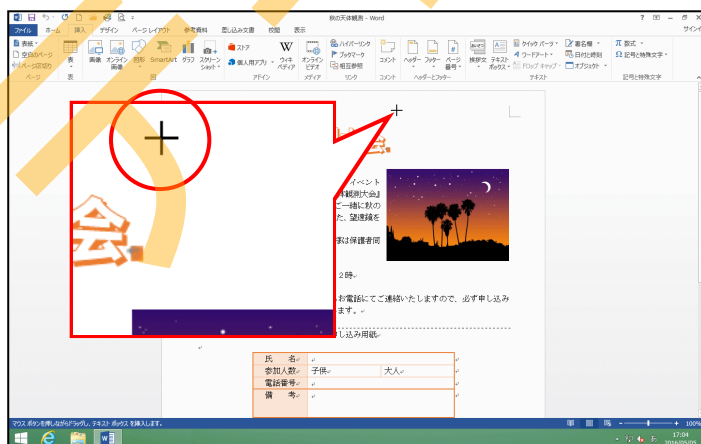 秋の天体観測 - Word
サインイ
ファイル ホーム 挿入 デザイン ページ レイアウト 参考資料 差し込み文書 校閲 表示
表紙
空白のページ
ページ区切り
ページ
表
表
画像 オンライン画像 図形 SmartArt グラフ スクリーンショット
図
ストア
個人用アプリ
ウィキペディア
アドイン
オンラインビデオ
メディア
ハイパーリンク
ブックマーク
相互参照
リンク
コメント
コメント
ヘッダー フッター ページ番号
ヘッダーとフッター
挨拶文 テキストボックス
クイック パーツ
ワードアート
ドロップ キャップ
署名欄
日付と時刻
オブジェクト
テキスト
π 数式
Ω 記号と特殊文字
記号と特殊文字
会。
会。
イベント
体観測大会』
ご一緒に秋の
た、望遠鏡を
様は保護者同
2時
お電話にてご連絡いたしますので、必ず申し込み
ます。
申し込み用紙
氏 名
参加人数 子供 大人
電話番号
備 考
マウス ボタンを押しながらドラッグし、テキスト ボックス を挿入します。
100%
17:04
2016/05/05